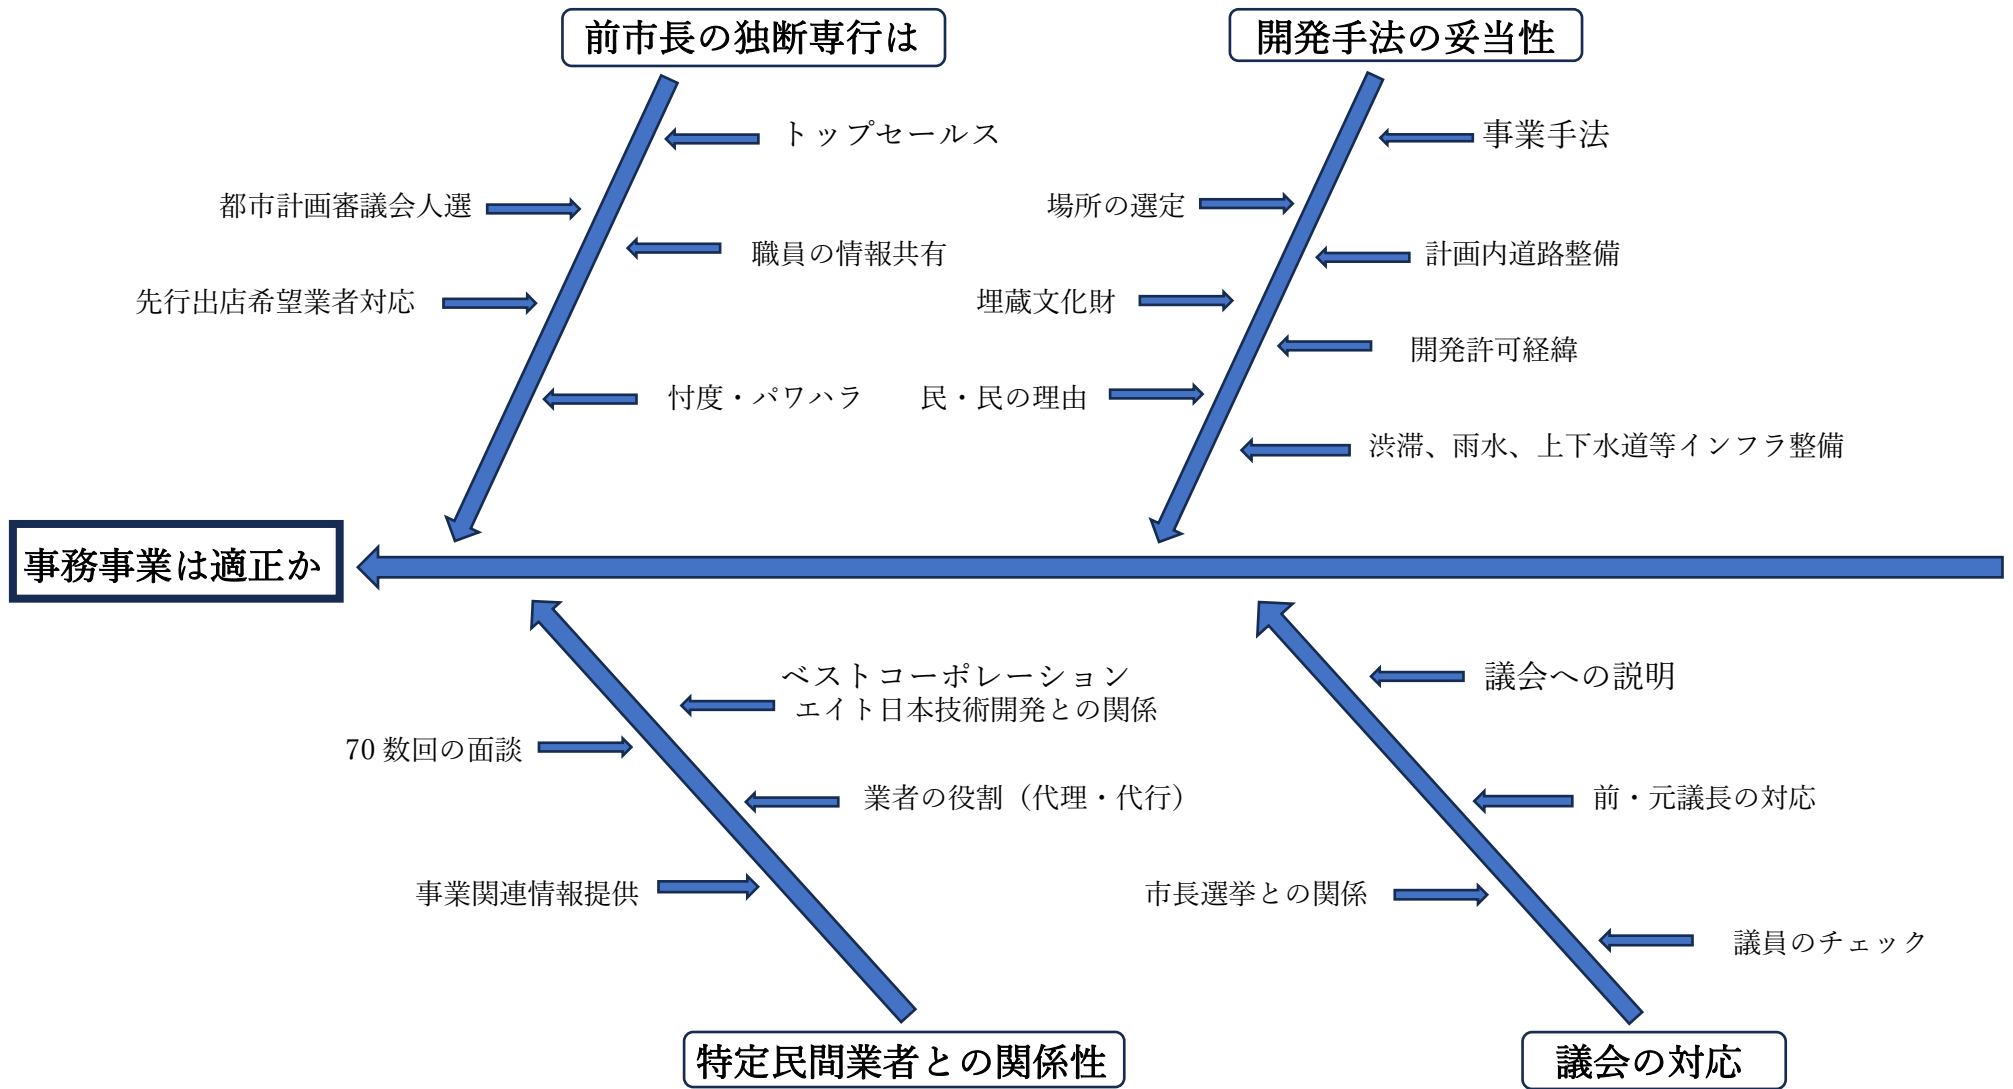 前市長の独断専行は
開発手法の妥当性
トップセールス
事業手法
都市計画審議会人選
場所の選定
職員の情報共有
計画内道路整備
先行出店希望業者対応
埋蔵文化財
開発許可経緯
忖度・パワハラ
民・民の理由
渋滞、雨水、上下水道等インフラ整備
事務事業は適正か
ベストコーポレーション
エイト日本技術開発との関係
議会への説明
70 数回の面談
業者の役割（代理・代行）
前・元議長の対応
事業関連情報提供
市長選挙との関係
議員のチェック
特定民間業者との関係性
議会の対応